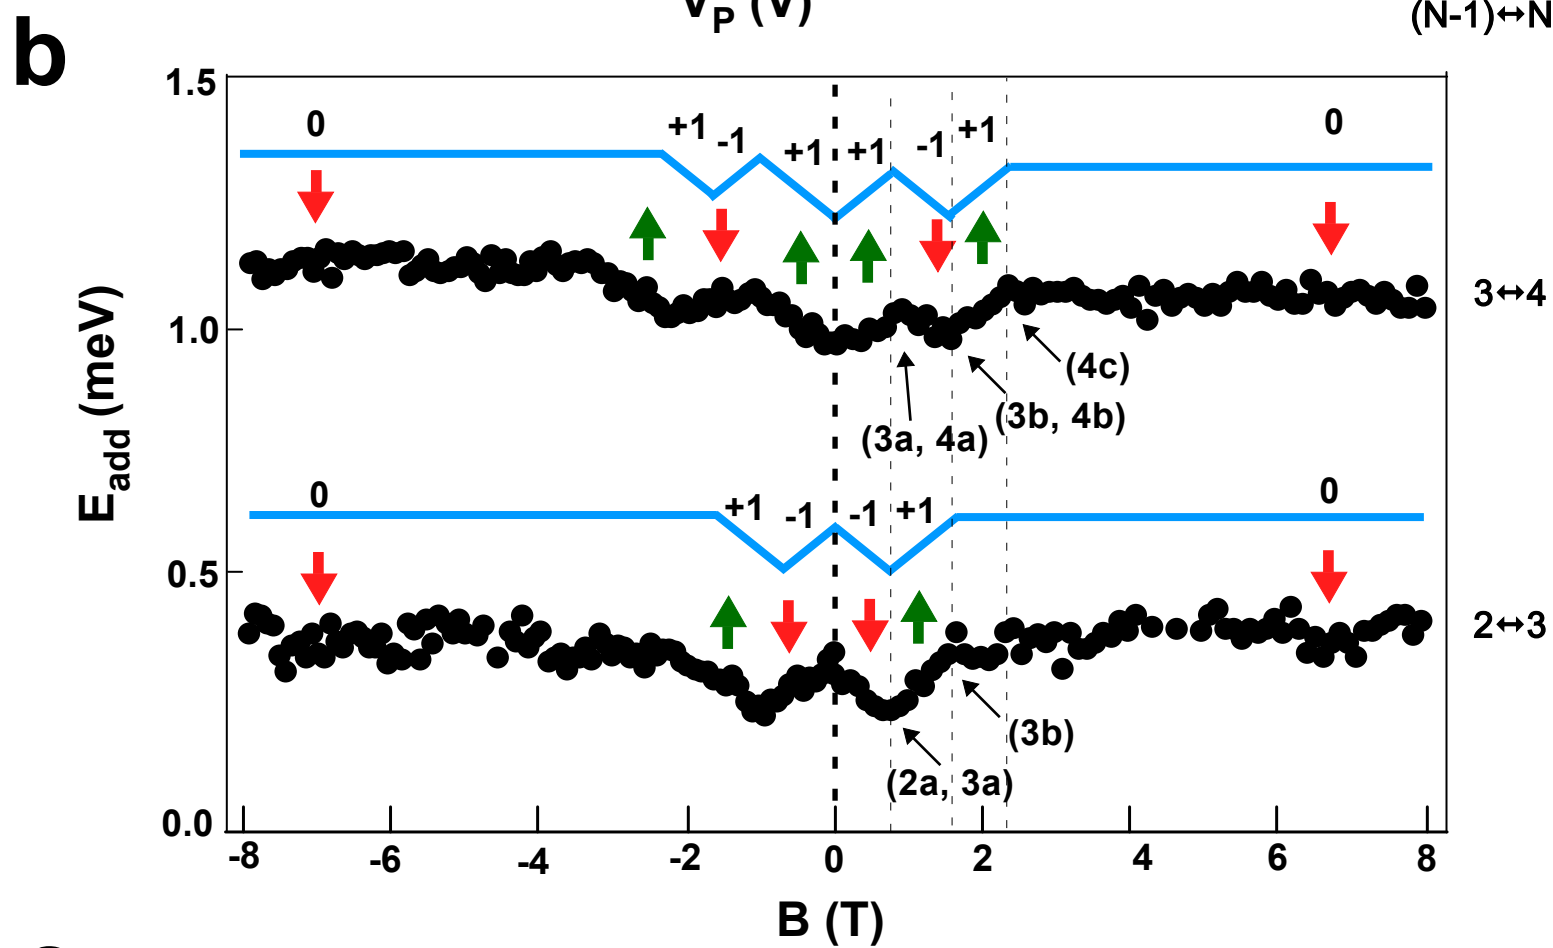 V_P (V)
(N-1)↔N
b
1.5
0
+1
-1
+1
+1
-1
+1
0
3↔4
1.0
(4c)
(3b, 4b)
(3a, 4a)
E_add (meV)
0
+1
-1
-1
+1
0
0.5
2↔3
(3b)
(2a, 3a)
0.0
-8
-6
-4
-2
0
2
4
6
8
B (T)